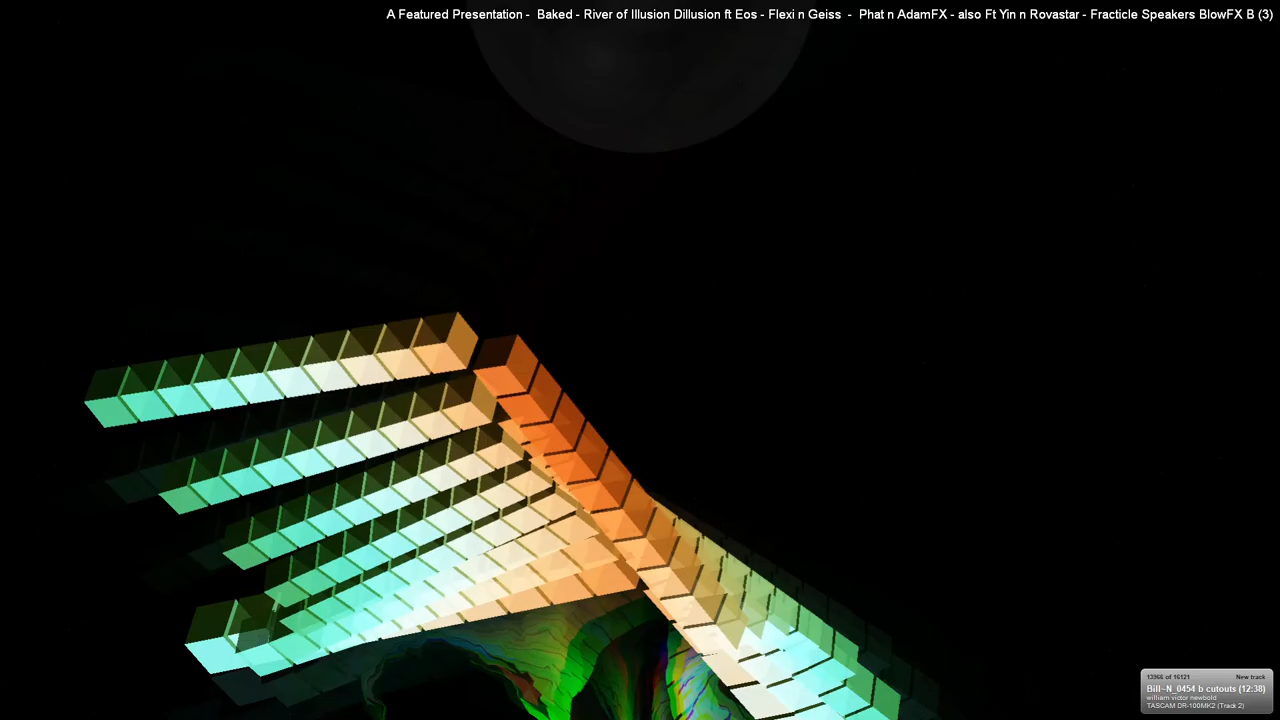 A Featured Presentation -  Baked - River of Illusion Dillusion ft Eos - Flexi n Geiss  -  Phat n AdamFX - also Ft Yin n Rovastar - Fracticle Speakers BlowFX B (3)
13366 of 16121 New track
Bill~N_0454 b cutouts (12:38)
william victor newbold
TASCAM DR-100MK2 (Track 2)